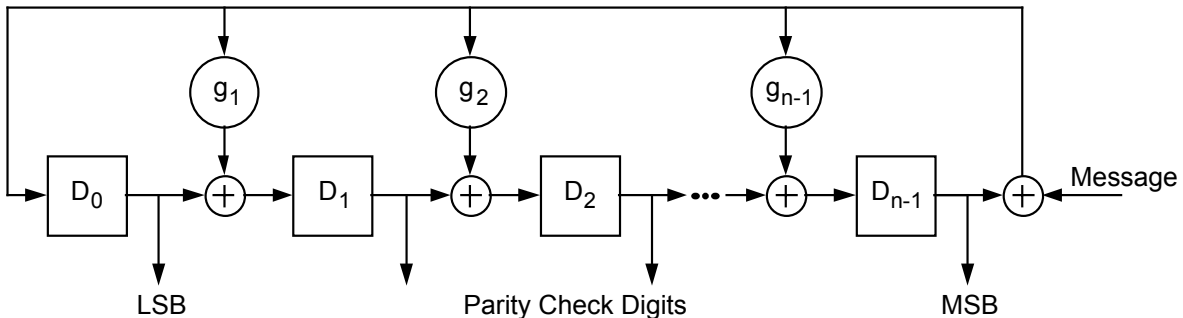 g1 g2 gn-1
D0 D1 D2 ••• Dn-1 Message
LSB Parity Check Digits MSB